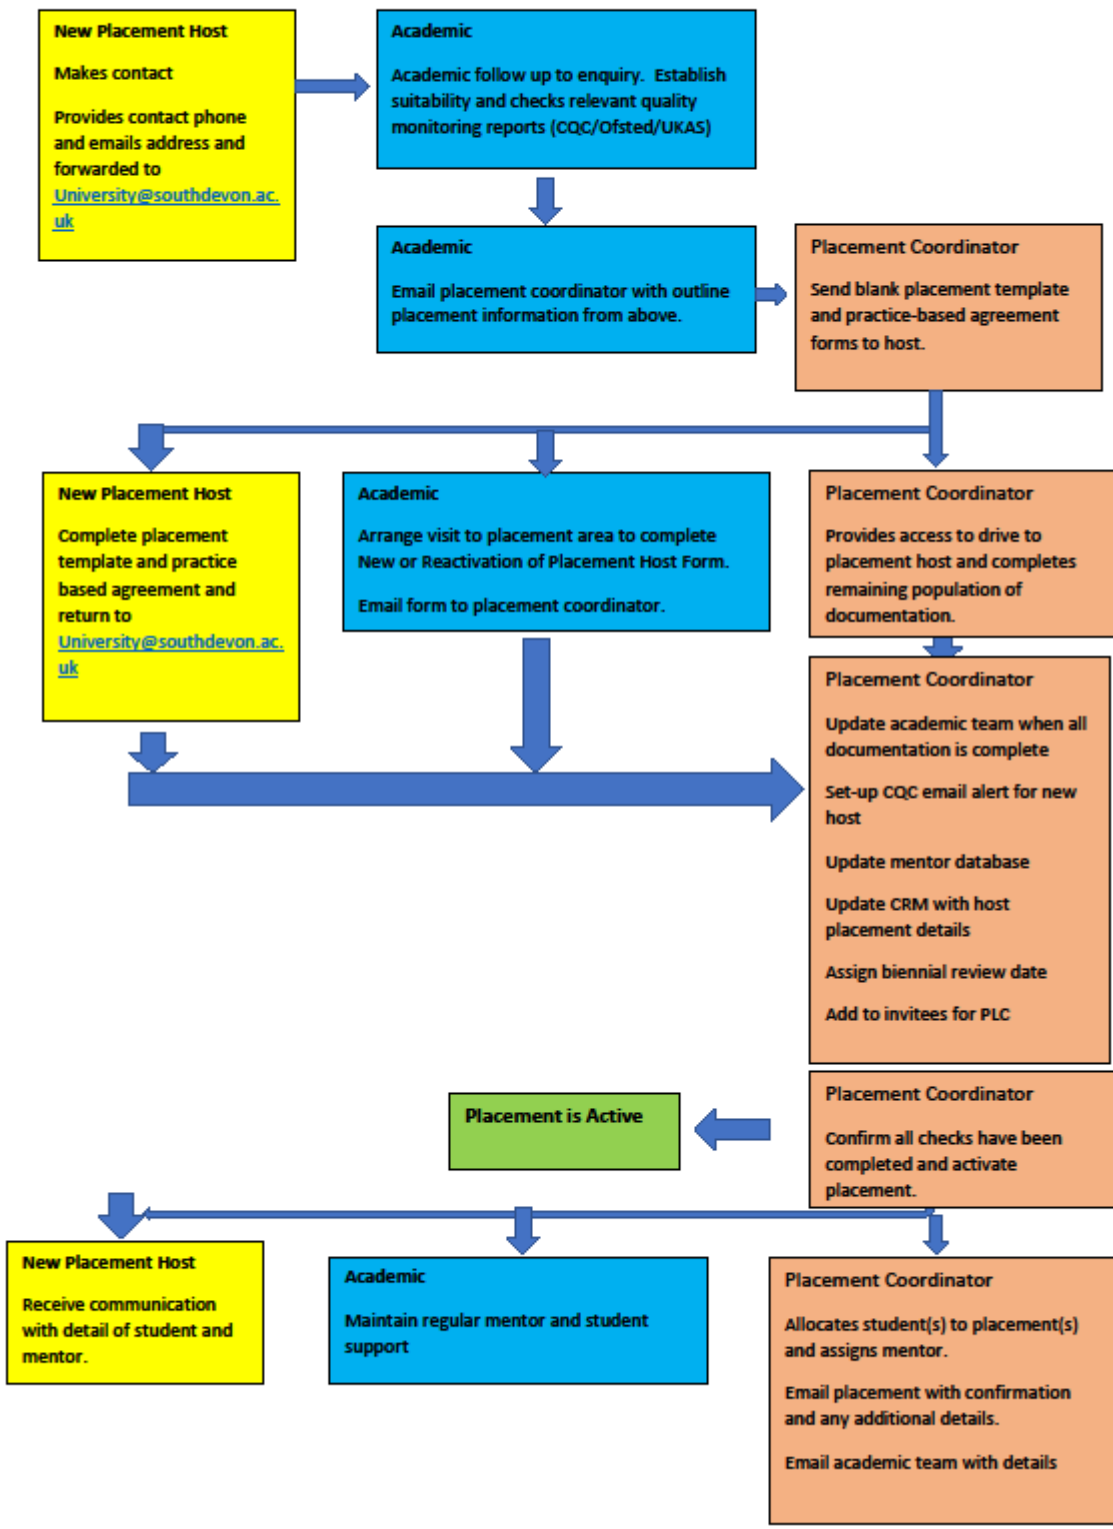 New Placement Host
Makes contact
Provides contact phone
and emails address and
forwarded to
University@southdevon.ac.
uk
Academic
Academic follow up to enquiry.  Establish
suitability and checks relevant quality
monitoring reports (CQC/Ofsted/UKAS)
Academic
Email placement coordinator with outline
placement information from above.
Placement Coordinator
Send blank placement template
and practice-based agreement
forms to host.
New Placement Host
Complete placement
template and practice
based agreement and
return to
University@southdevon.ac.
uk
Academic
Arrange visit to placement area to complete
New or Reactivation of Placement Host Form.
Email form to placement coordinator.
Placement Coordinator
Provides access to drive to
placement host and completes
remaining population of
documentation.
Placement Coordinator
Update academic team when all
documentation is complete
Set-up CQC email alert for new
host
Update mentor database
Update CRM with host
placement details
Assign biennial review date
Add to invitees for PLC
Placement Coordinator
Confirm all checks have been
completed and activate
placement.
Placement is Active
New Placement Host
Receive communication
with detail of student and
mentor.
Academic
Maintain regular mentor and student
support
Placement Coordinator
Allocates student(s) to placement(s)
and assigns mentor.
Email placement with confirmation
and any additional details.
Email academic team with details